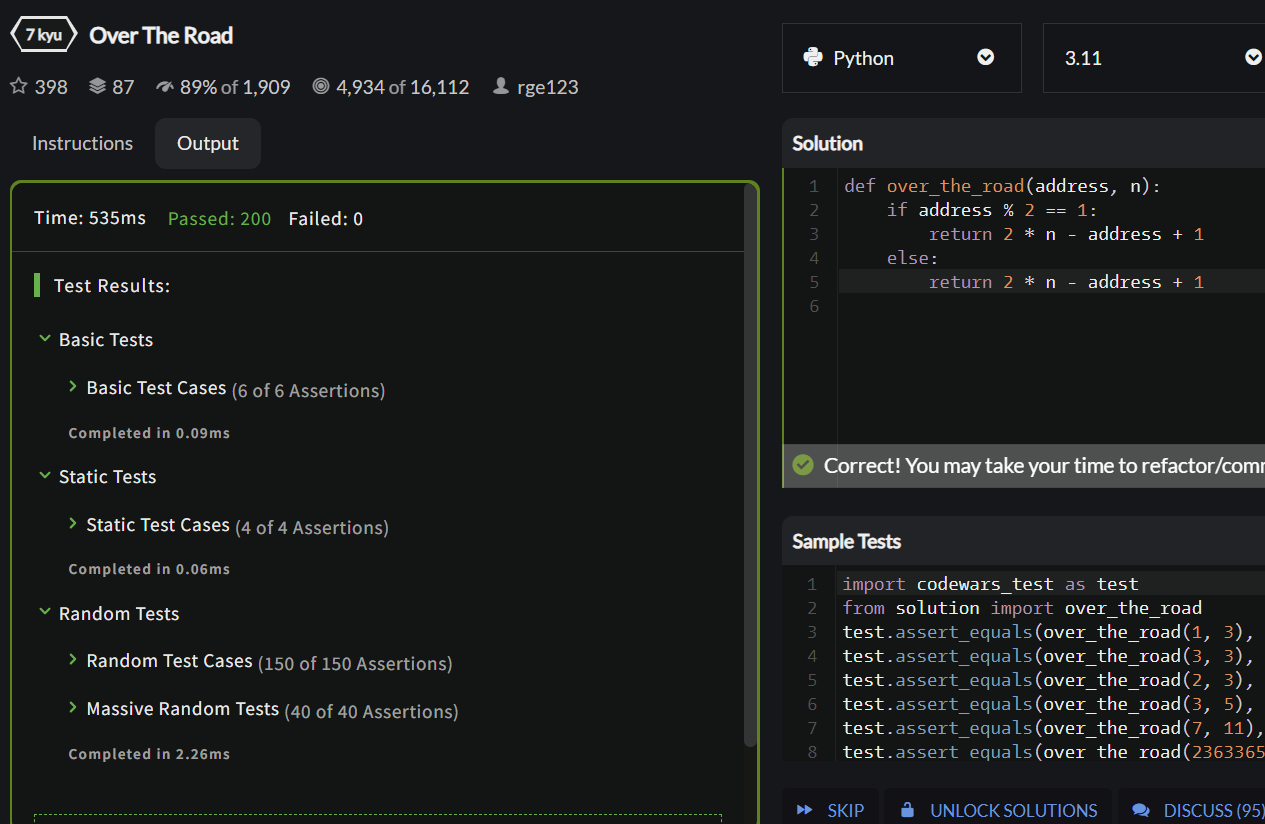 7 kyu Over The Road
398 87 89% of 1,909 4,934 of 16,112 rge123
Instructions Output
Time: 535ms Passed: 200 Failed: 0
Test Results:
Basic Tests
Basic Test Cases (6 of 6 Assertions)
Completed in 0.09ms
Static Tests
Static Test Cases (4 of 4 Assertions)
Completed in 0.06ms
Random Tests
Random Test Cases (150 of 150 Assertions)
Massive Random Tests (40 of 40 Assertions)
Completed in 2.26ms
Python 3.11
Solution
1 def over_the_road(address, n):
2     if address % 2 == 1:
3         return 2 * n - address + 1
4     else:
5         return 2 * n - address + 1
6
Correct! You may take your time to refactor/comm
Sample Tests
1 import codewars_test as test
2 from solution import over_the_road
3 test.assert_equals(over_the_road(1, 3),
4 test.assert_equals(over_the_road(3, 3),
5 test.assert_equals(over_the_road(2, 3),
6 test.assert_equals(over_the_road(3, 5),
7 test.assert_equals(over_the_road(7, 11),
8 test.assert_equals(over_the_road(2363365
SKIP UNLOCK SOLUTIONS DISCUSS (95)